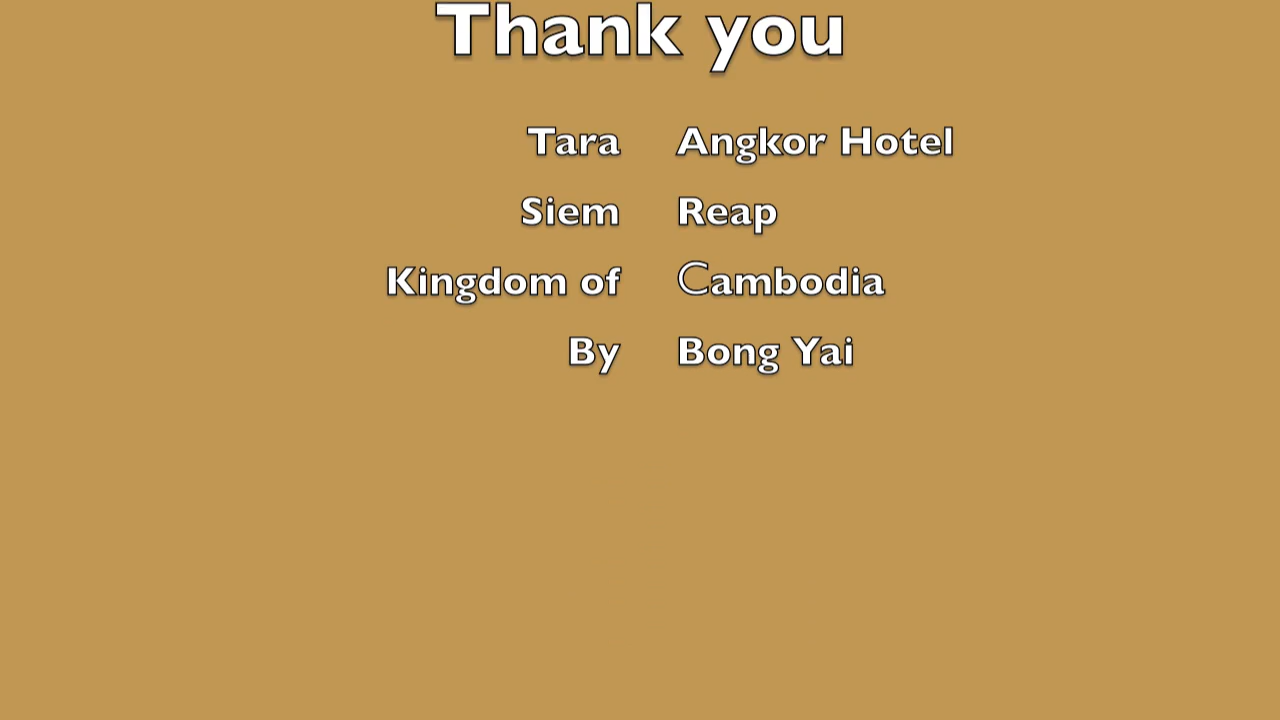 Thank you
Tara Angkor Hotel
Siem Reap
Kingdom of Cambodia
By Bong Yai